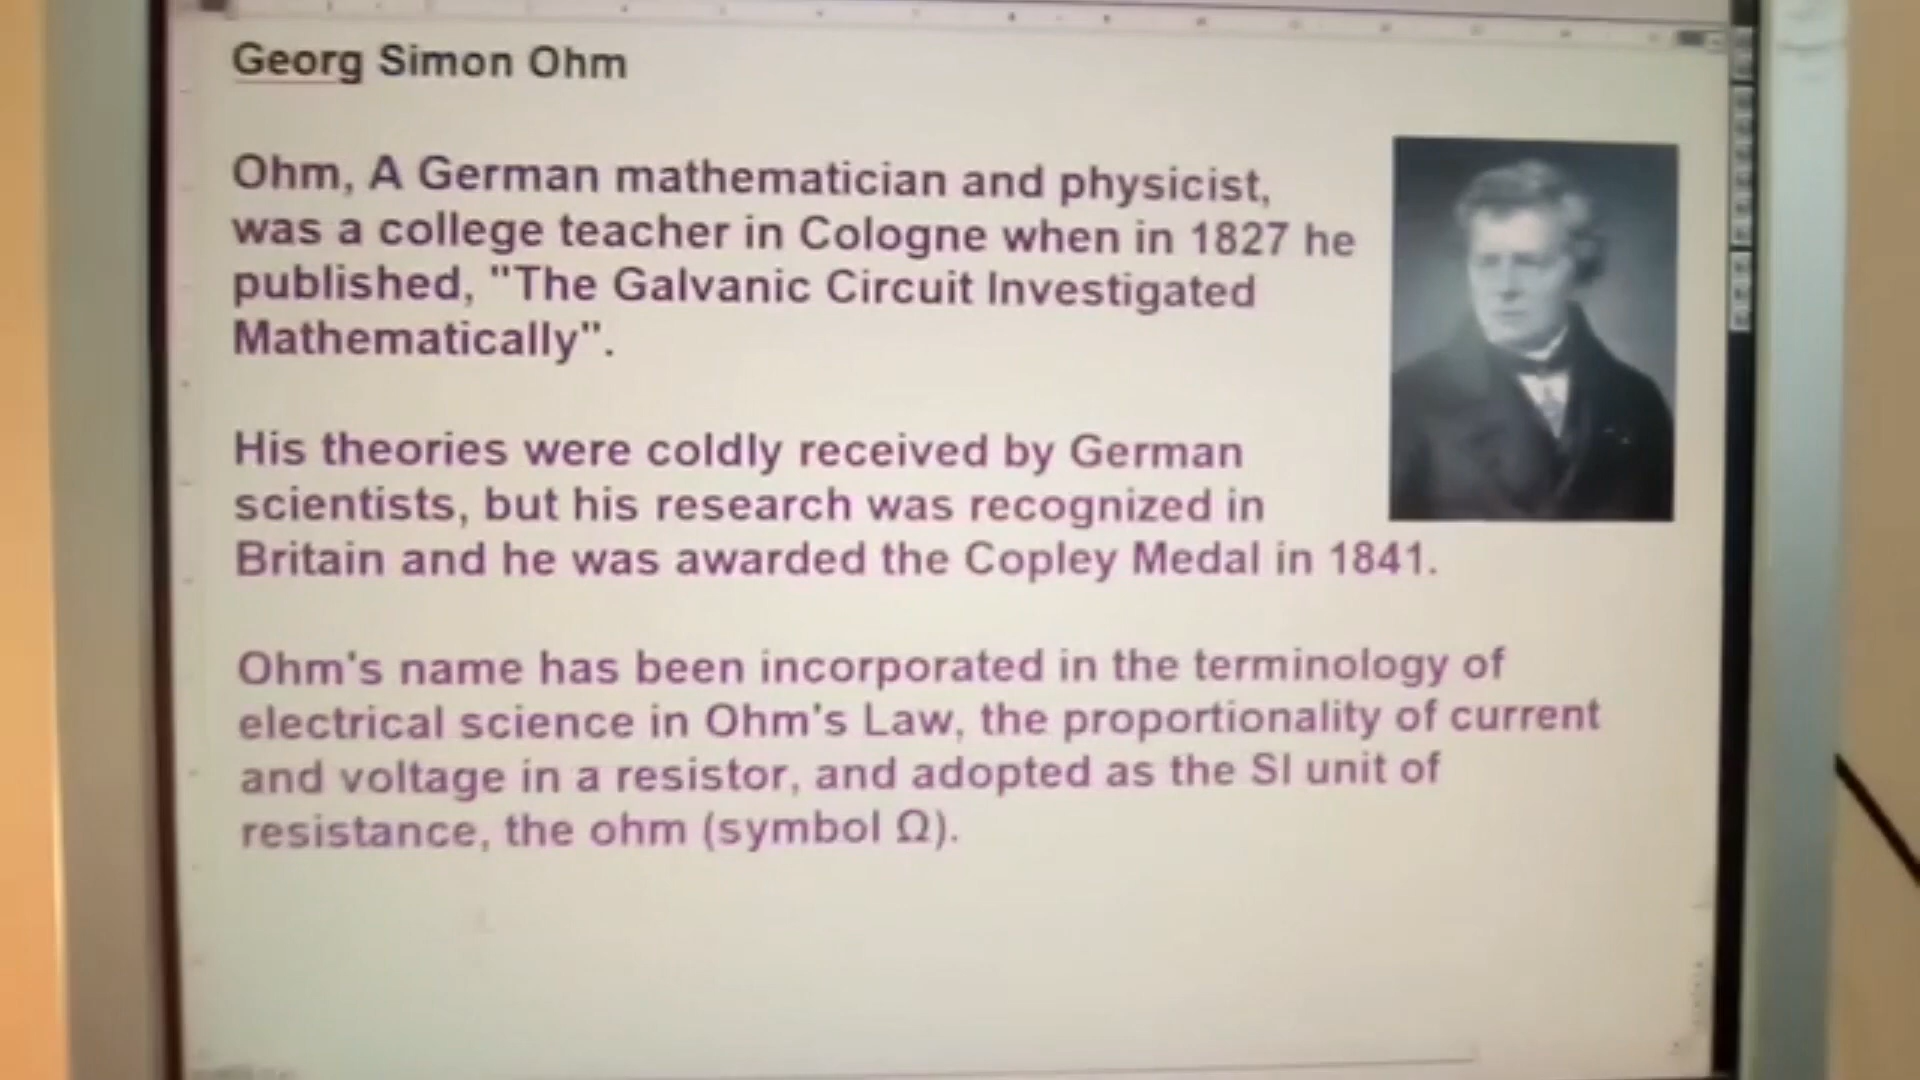 Georg Simon Ohm
Ohm, A German mathematician and physicist,
was a college teacher in Cologne when in 1827 he
published, "The Galvanic Circuit Investigated
Mathematically".
His theories were coldly received by German
scientists, but his research was recognized in
Britain and he was awarded the Copley Medal in 1841.
Ohm's name has been incorporated in the terminology of
electrical science in Ohm's Law, the proportionality of current
and voltage in a resistor, and adopted as the SI unit of
resistance, the ohm (symbol Ω).